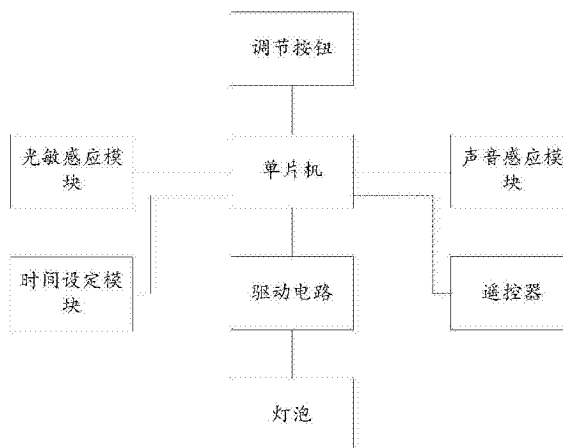 调节按钮
光敏感应模
块
单片机
声音感应模
块
时间设定模
块
驱动电路
遥控器
灯泡